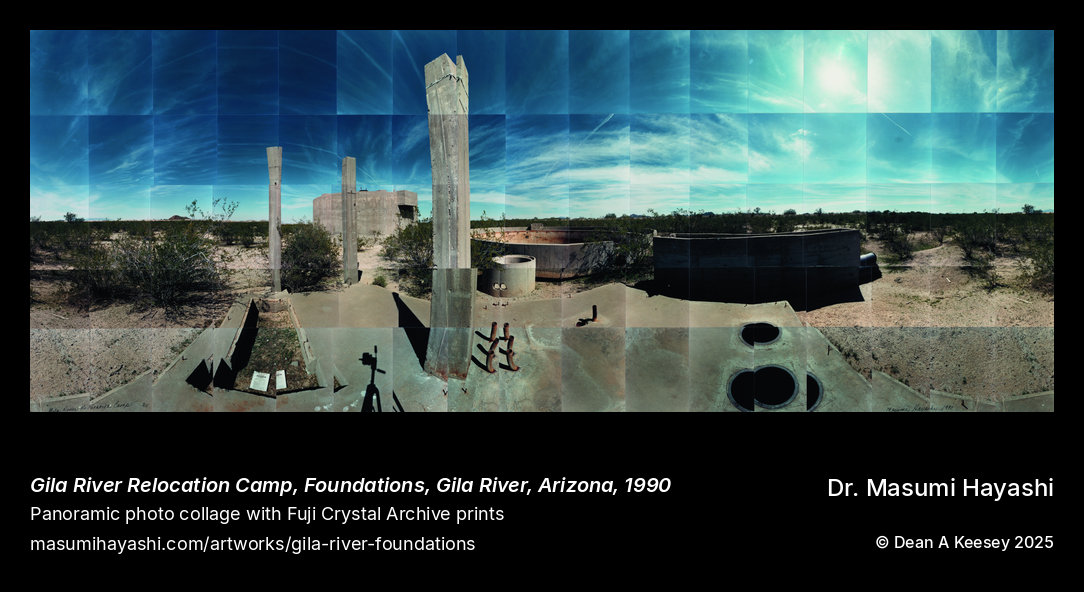 Gila River Relocation Camp, Foundations, Gila River, Arizona, 1990
Panoramic photo collage with Fuji Crystal Archive prints
masumihayashi.com/artworks/gila-river-foundations
Dr. Masumi Hayashi
© Dean A Keesey 2025